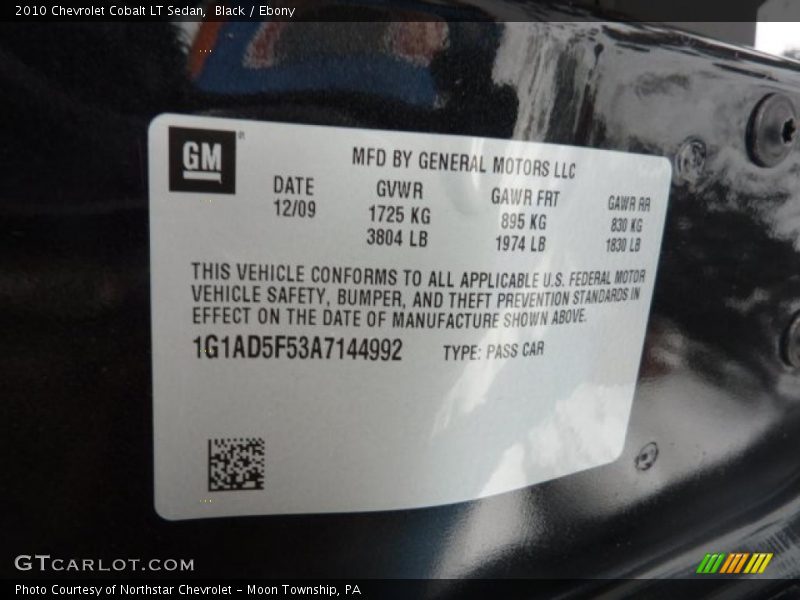 2010 Chevrolet Cobalt LT Sedan, Black / Ebony
GM
MFD BY GENERAL MOTORS LLC
DATE GVWR GAWR FRT GAWR RR
12/09 1725 KG 895 KG 830 KG
3804 LB 1974 LB 1830 LB
THIS VEHICLE CONFORMS TO ALL APPLICABLE U.S. FEDERAL MOTOR
VEHICLE SAFETY, BUMPER, AND THEFT PREVENTION STANDARDS IN
EFFECT ON THE DATE OF MANUFACTURE SHOWN ABOVE.
1G1AD5F53A7144992 TYPE: PASS CAR
GTCARLOT.COM
Photo Courtesy of Northstar Chevrolet – Moon Township, PA